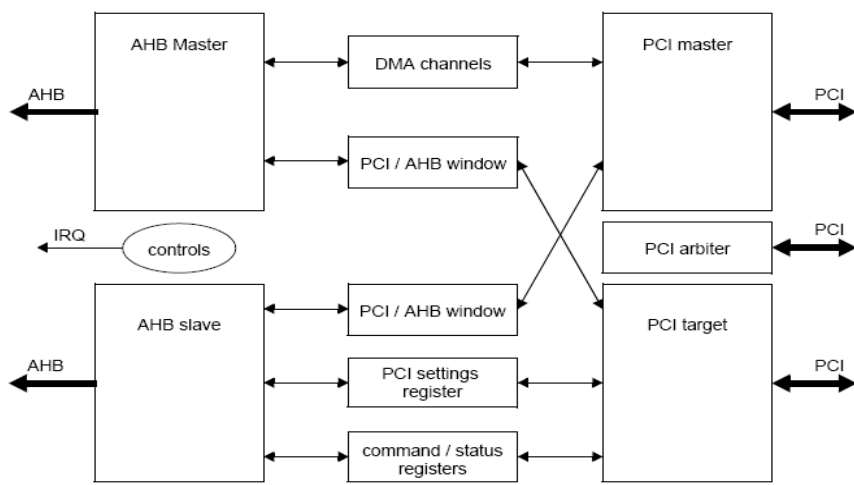 AHB Master
DMA channels
PCI master
AHB
PCI
PCI / AHB window
IRQ
controls
PCI arbiter
PCI
AHB slave
PCI / AHB window
PCI target
AHB
PCI settings
register
PCI
command / status
registers